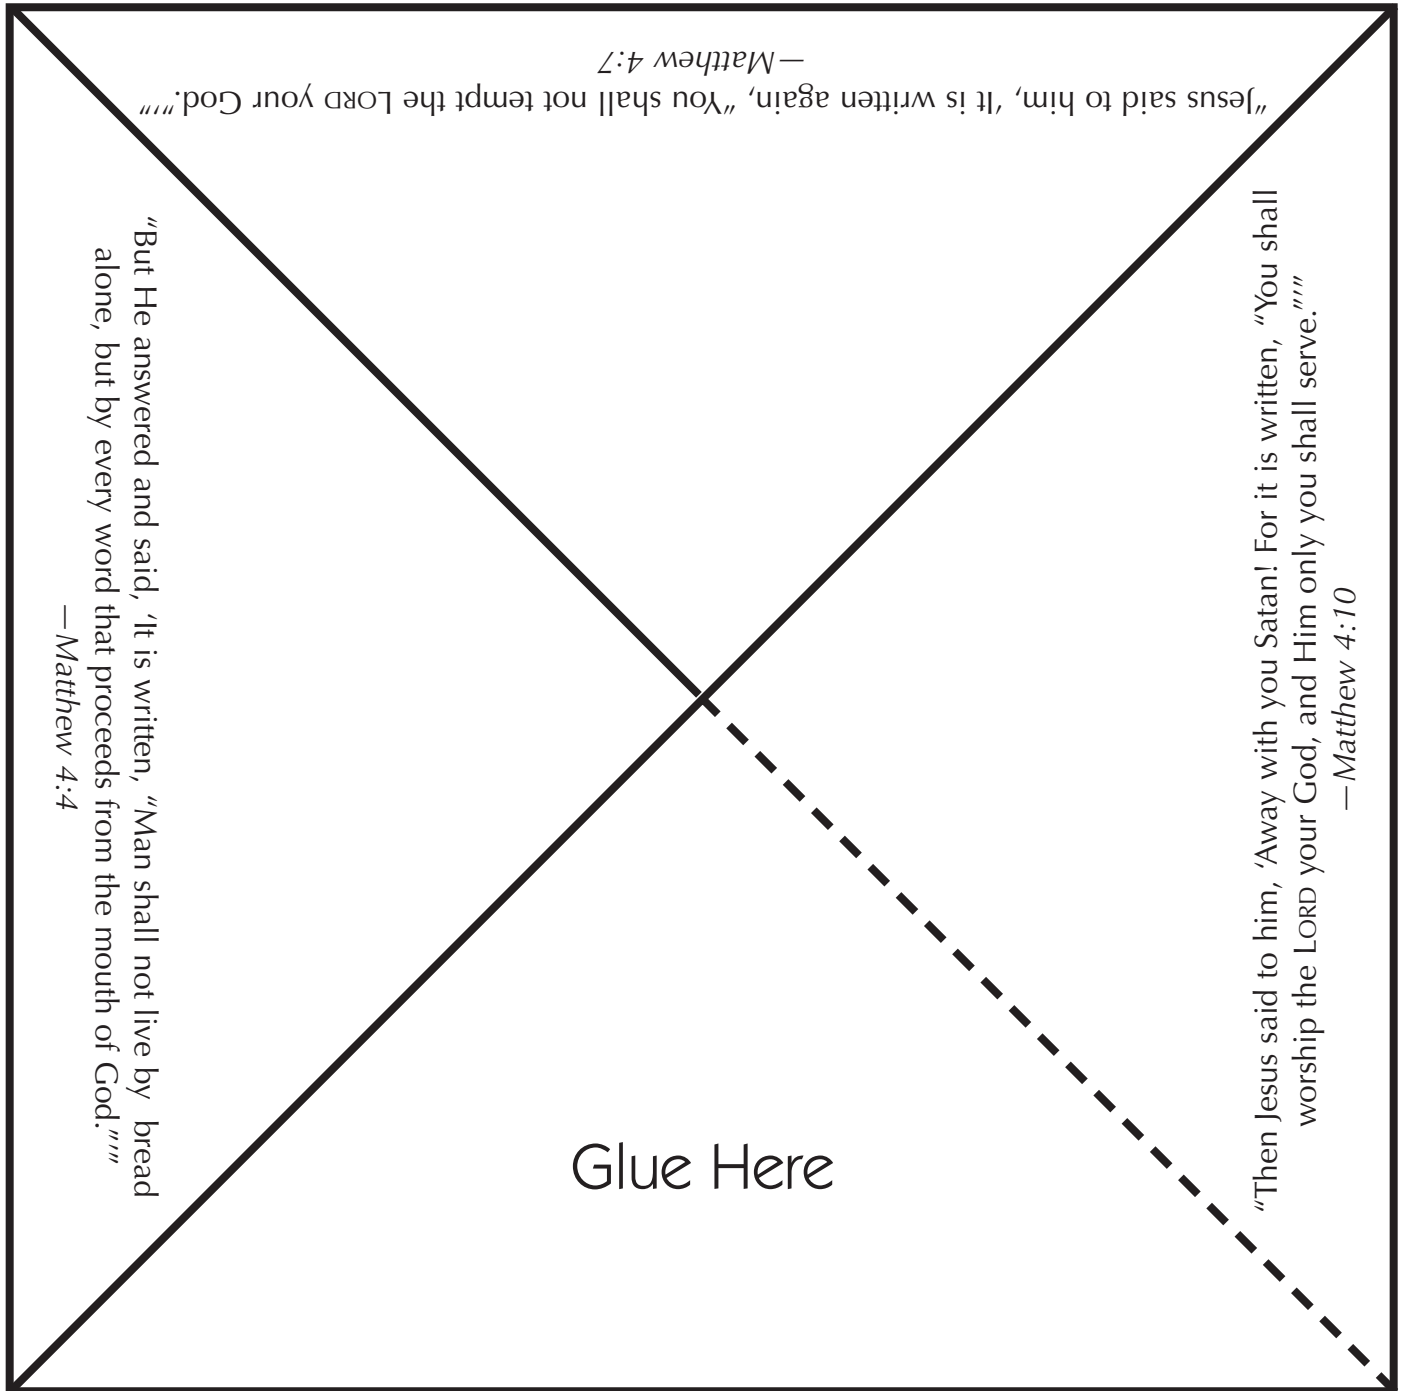 “Jesus said to him, ‘It is written again, “You shall not tempt the LORD your God.”’”
—Matthew 4:7
“But He answered and said, ‘It is written, “Man shall not live by bread
alone, but by every word that proceeds from the mouth of God.”’”
—Matthew 4:4
“Then Jesus said to him, ‘Away with you Satan! For it is written, “You shall
worship the LORD your God, and Him only you shall serve.”’”
—Matthew 4:10
Glue Here